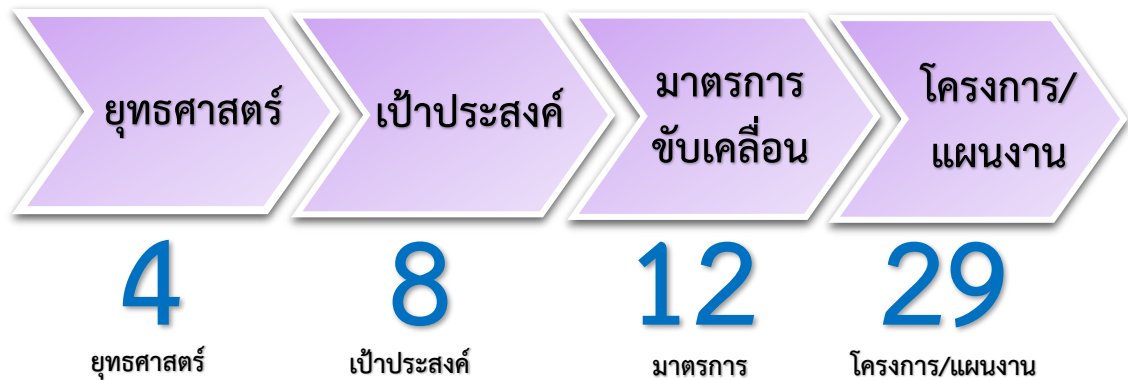 ยุทธศาสตร์
เป้าประสงค์
มาตรการ
ขับเคลื่อน
โครงการ/
แผนงาน
4
8
12
29
ยุทธศาสตร์
เป้าประสงค์
มาตรการ
โครงการ/แผนงาน